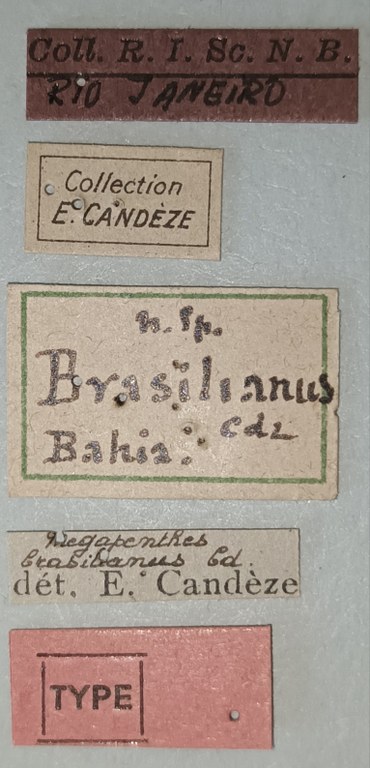 Coll. R. I. Sc. N. B.
RIO JANEIRO
Collection
E. CANDÈZE
n. sp.
Brasilianus
Cdz
Bahia.
Megapenthes
brasilianus Cd.
dét. E. Candèze
TYPE